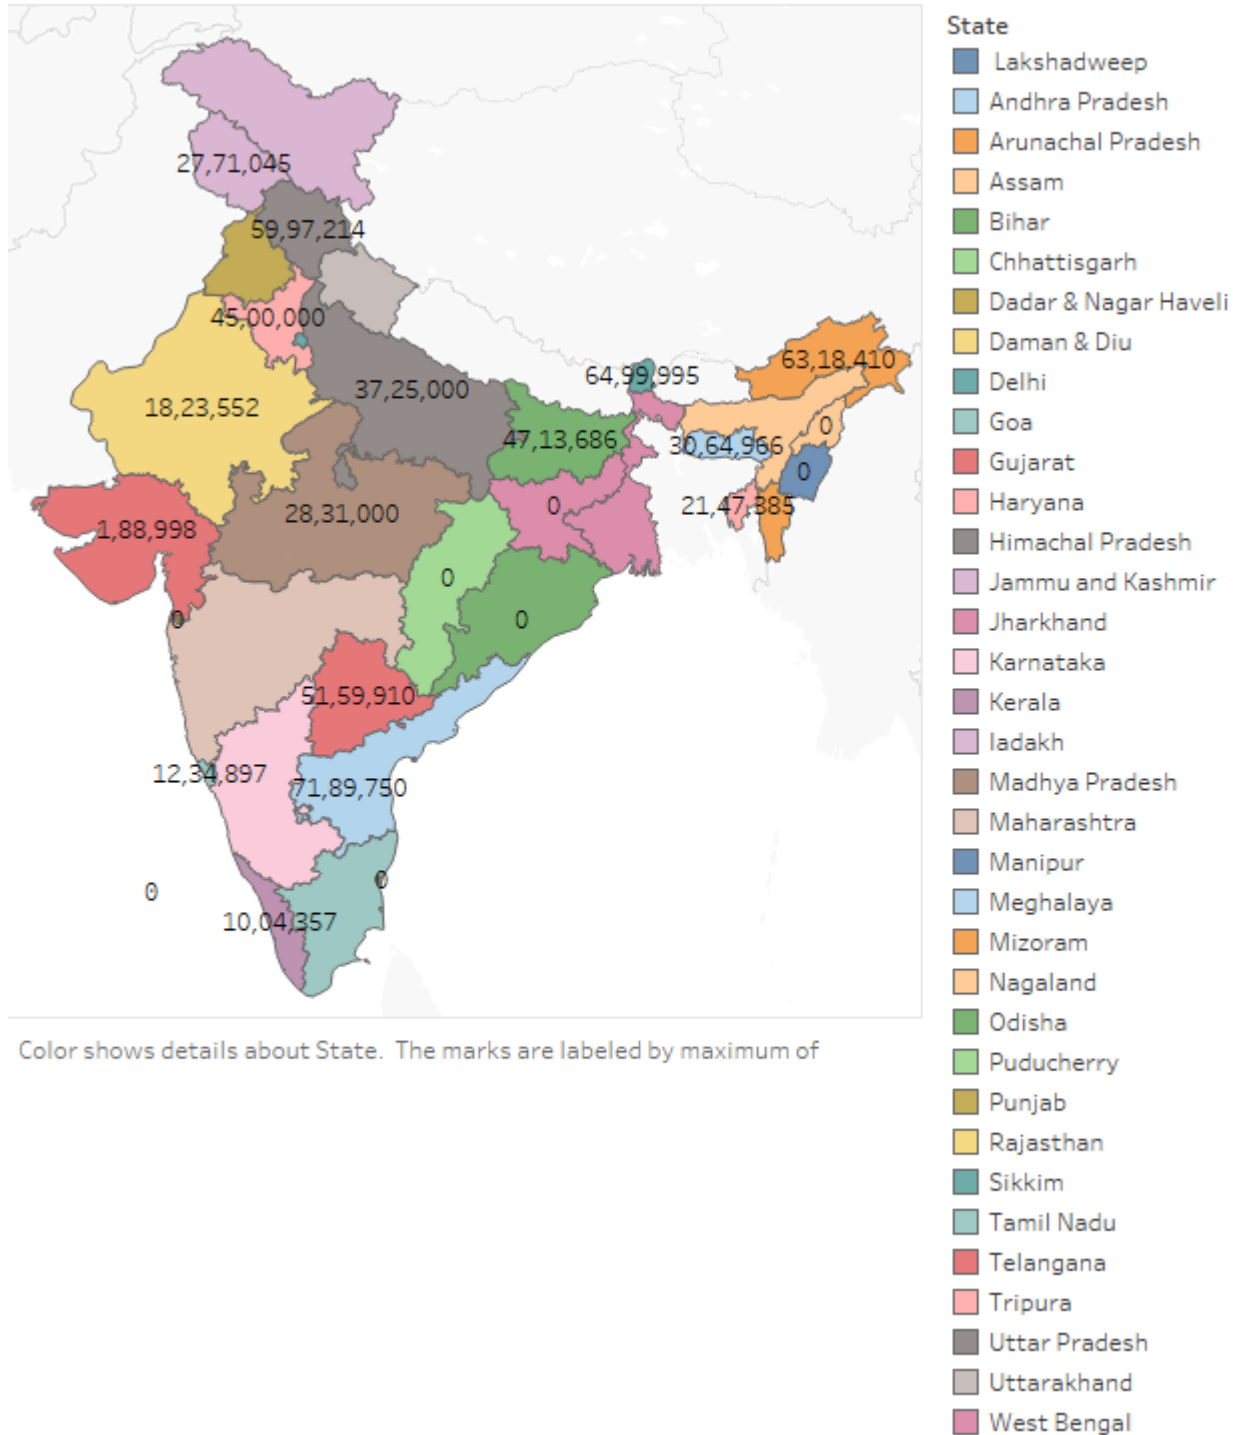 State
Lakshadweep
Andhra Pradesh
Arunachal Pradesh
Assam
Bihar
Chhattisgarh
Dadar & Nagar Haveli
Daman & Diu
Delhi
Goa
Gujarat
Haryana
Himachal Pradesh
Jammu and Kashmir
Jharkhand
Karnataka
Kerala
ladakh
Madhya Pradesh
Maharashtra
Manipur
Meghalaya
Mizoram
Nagaland
Odisha
Puducherry
Punjab
Rajasthan
Sikkim
Tamil Nadu
Telangana
Tripura
Uttar Pradesh
Uttarakhand
West Bengal
27,71,045
59,97,214
45,00,000
63,18,410
64,99,995
37,25,000
18,23,552
0
47,13,686
30,64,966
0
21,47,385
0
28,31,000
1,88,998
0
0
0
51,59,910
12,34,897
71,89,750
0
0
10,04,357
Color shows details about State. The marks are labeled by maximum of